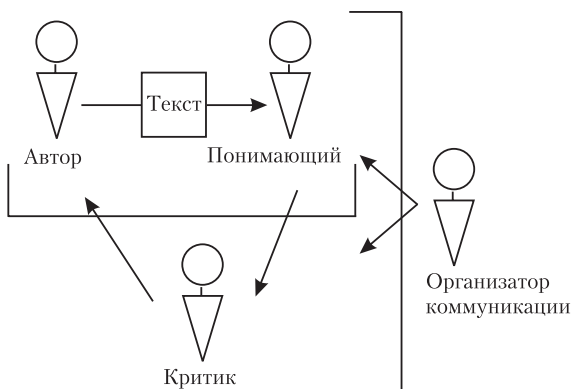 Текст
Автор
Понимающий
Организатор
коммуникации
Критик